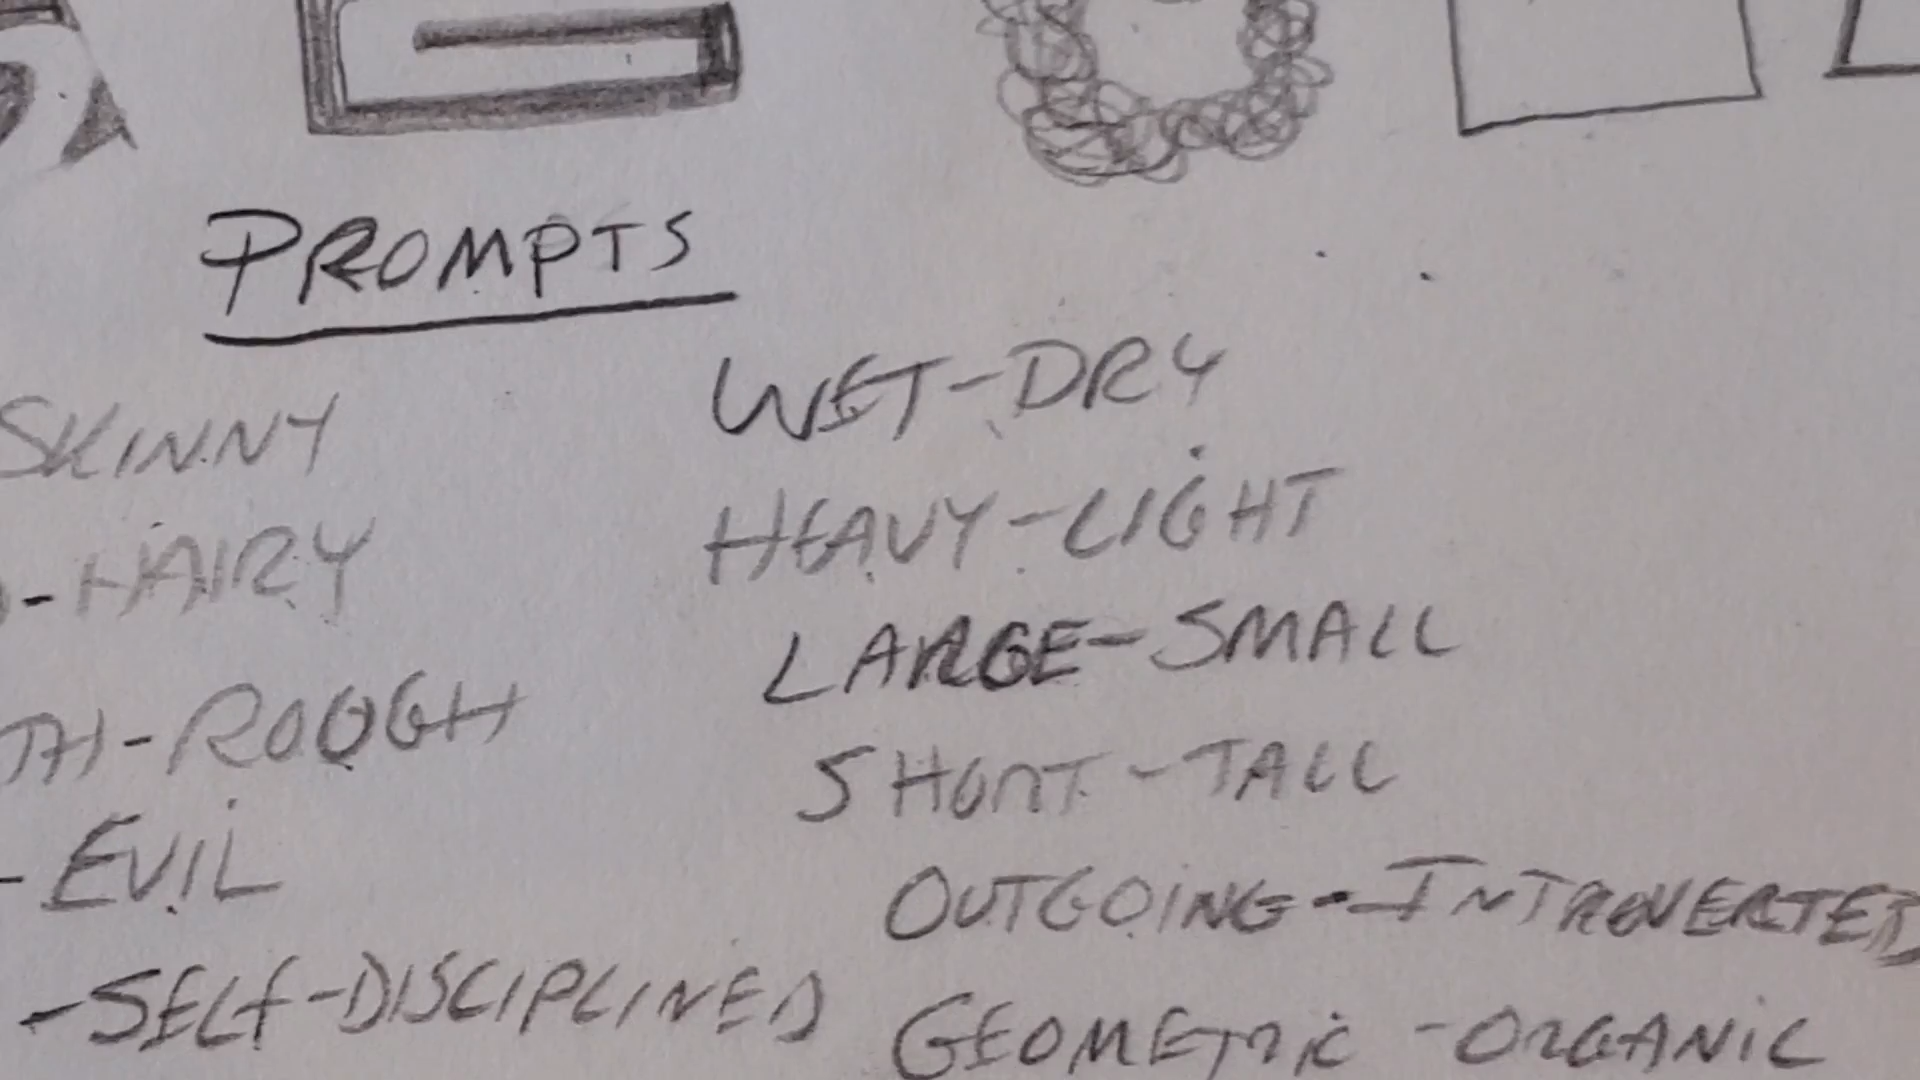 PROMPTS
SKINNY
-HAIRY
TH-ROUGH
-EVIL
-SELF-DISCIPLINED
WET-DRY
HEAVY-LIGHT
LARGE-SMALL
SHORT-TALL
OUTGOING-INTROVERTED
GEOMETRIC-ORGANIC